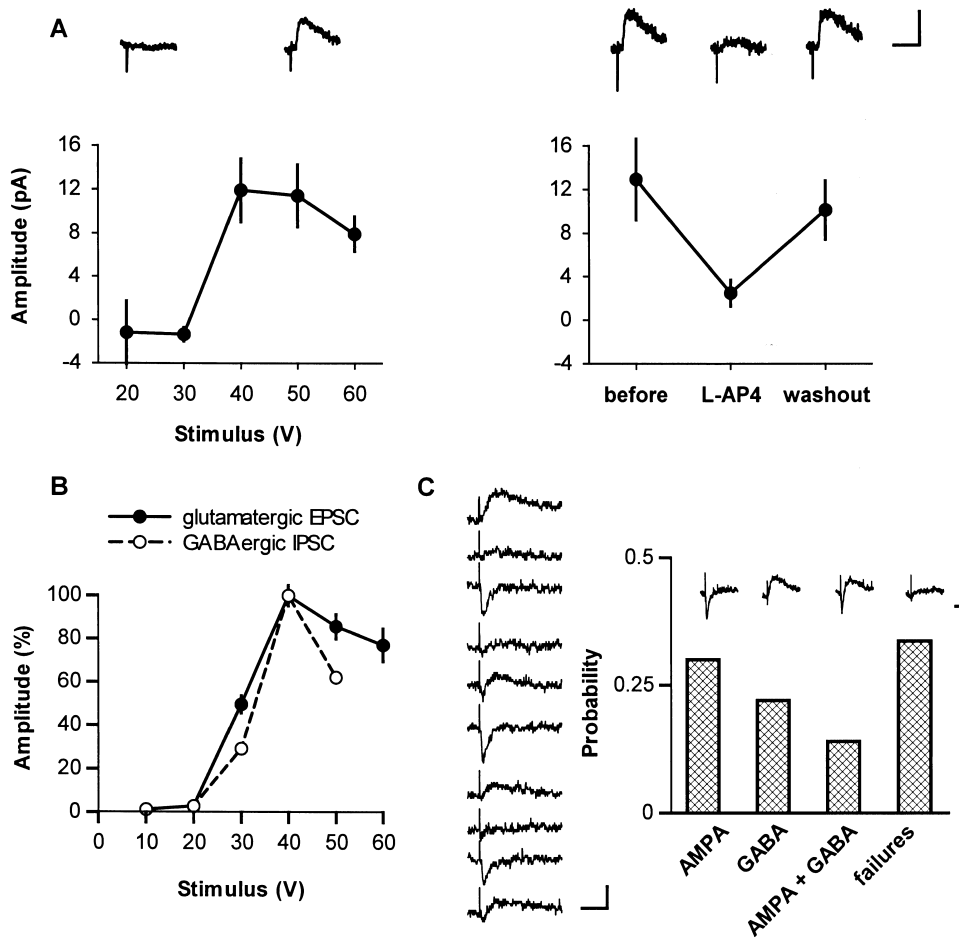 A
Amplitude (pA)
16
12
8
4
0
-4
20 30 40 50 60
Stimulus (V)
16
12
8
4
0
-4
before L-AP4 washout
B
glutamatergic EPSC
GABAergic IPSC
Amplitude (%)
100
80
60
40
20
0
0 10 20 30 40 50 60
Stimulus (V)
C
Probability
0.5
0.25
0
AMPA
GABA
AMPA + GABA
failures